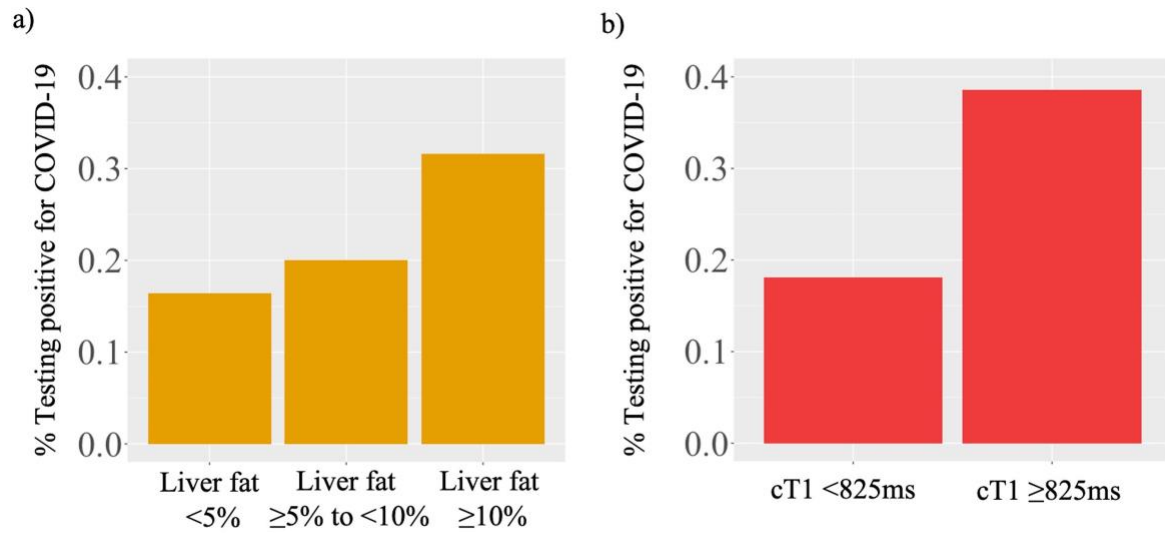 a)
% Testing positive for COVID-19
0.4
0.3
0.2
0.1
0.0
Liver fat
<5%
Liver fat
≥5% to <10%
Liver fat
≥10%
b)
% Testing positive for COVID-19
0.4
0.3
0.2
0.1
0.0
cT1 <825ms
cT1 ≥825ms